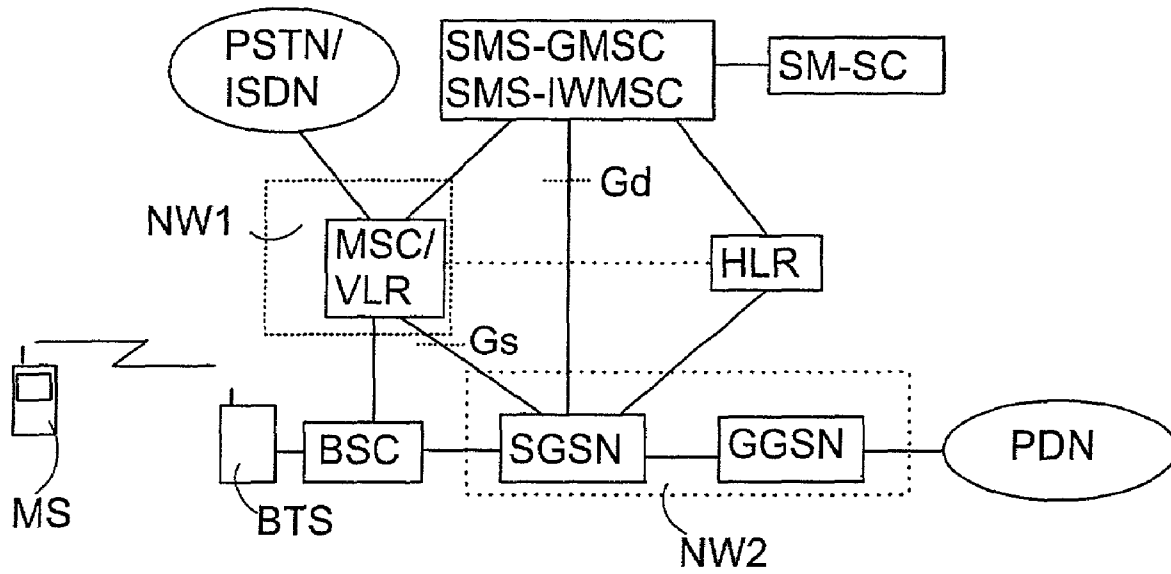 PSTN/
ISDN
SMS-GMSC
SMS-IWMSC
SM-SC
Gd
NW1
MSC/
VLR
HLR
Gs
BSC
SGSN
GGSN
PDN
MS
BTS
NW2